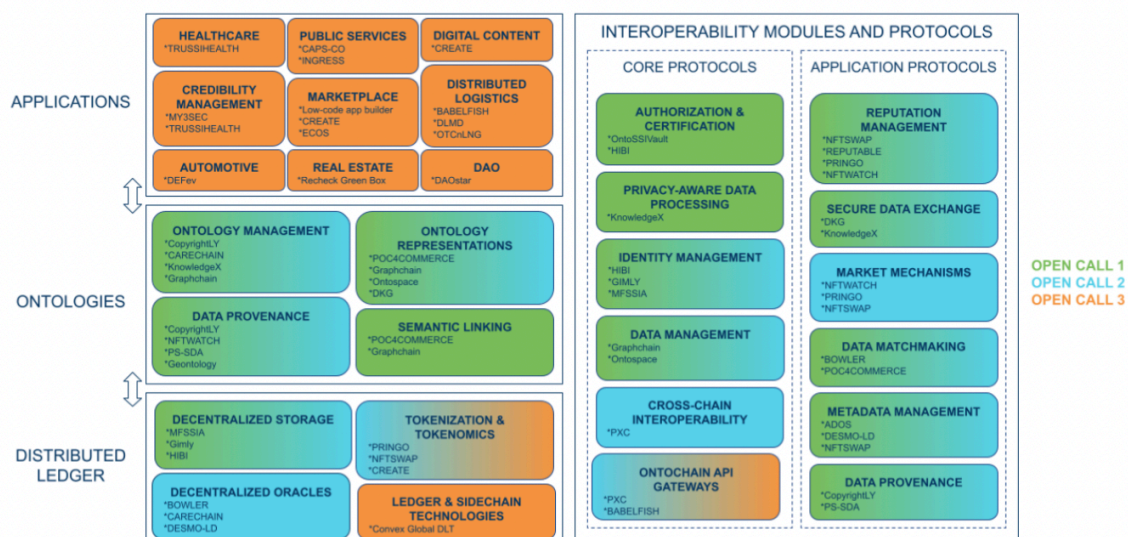 APPLICATIONS
HEALTHCARE
*TRUSSIHEALTH
PUBLIC SERVICES
*CAPS-CO
*INGRESS
DIGITAL CONTENT
*CREATE
CREDIBILITY
MANAGEMENT
*MY3SEC
*TRUSSIHEALTH
MARKETPLACE
*Low-code app builder
*CREATE
*ECOS
DISTRIBUTED
LOGISTICS
*BABELFISH
*DLMD
*OTCnLNG
AUTOMOTIVE
*DEFev
REAL ESTATE
*Recheck Green Box
DAO
*DAOstar
ONTOLOGIES
ONTOLOGY MANAGEMENT
*CopyrightLY
*CARECHAIN
*KnowledgeX
*Graphchain
ONTOLOGY
REPRESENTATIONS
*POC4COMMERCE
*Graphchain
*Ontospace
*DKG
DATA PROVENANCE
*CopyrightLY
*NFTWATCH
*PS-SDA
*Geontology
SEMANTIC LINKING
*POC4COMMERCE
*Graphchain
DISTRIBUTED
LEDGER
DECENTRALIZED STORAGE
*MFSSIA
*Gimly
*HIBI
TOKENIZATION &
TOKENOMICS
*PRINGO
*NFTSWAP
*CREATE
DECENTRALIZED ORACLES
*BOWLER
*CARECHAIN
*DESMO-LD
LEDGER & SIDECHAIN
TECHNOLOGIES
*Convex Global DLT
INTEROPERABILITY MODULES AND PROTOCOLS
CORE PROTOCOLS
AUTHORIZATION &
CERTIFICATION
*OntoSSIVault
*HIBI
PRIVACY-AWARE DATA
PROCESSING
*KnowledgeX
IDENTITY MANAGEMENT
*HIBI
*GIMLY
*MFSSIA
DATA MANAGEMENT
*Graphchain
*Ontospace
CROSS-CHAIN
INTEROPERABILITY
*PXC
ONTOCHAIN API
GATEWAYS
*PXC
*BABELFISH
APPLICATION PROTOCOLS
REPUTATION
MANAGEMENT
*NFTSWAP
*REPUTABLE
*PRINGO
*NFTWATCH
SECURE DATA EXCHANGE
*DKG
*KnowledgeX
MARKET MECHANISMS
*NFTWATCH
*PRINGO
*NFTSWAP
DATA MATCHMAKING
*BOWLER
*POC4COMMERCE
METADATA MANAGEMENT
*ADOS
*DESMO-LD
*NFTSWAP
DATA PROVENANCE
*CopyrightLY
*PS-SDA
OPEN CALL 1
OPEN CALL 2
OPEN CALL 3